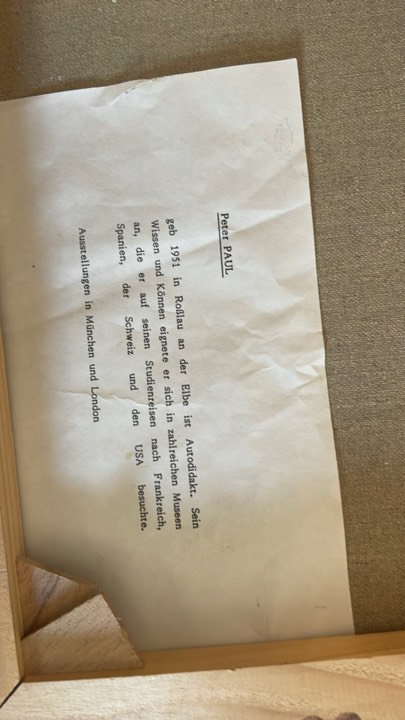 Peter PAUL
geb 1951 in Roßlau an der Elbe ist Autodidakt. Sein
Wissen und Können eignete er sich in zahlreichen Museen
an, die er auf seinen Studienreisen nach Frankreich,
Spanien, der Schweiz und den USA besuchte.
Ausstellungen in München und London